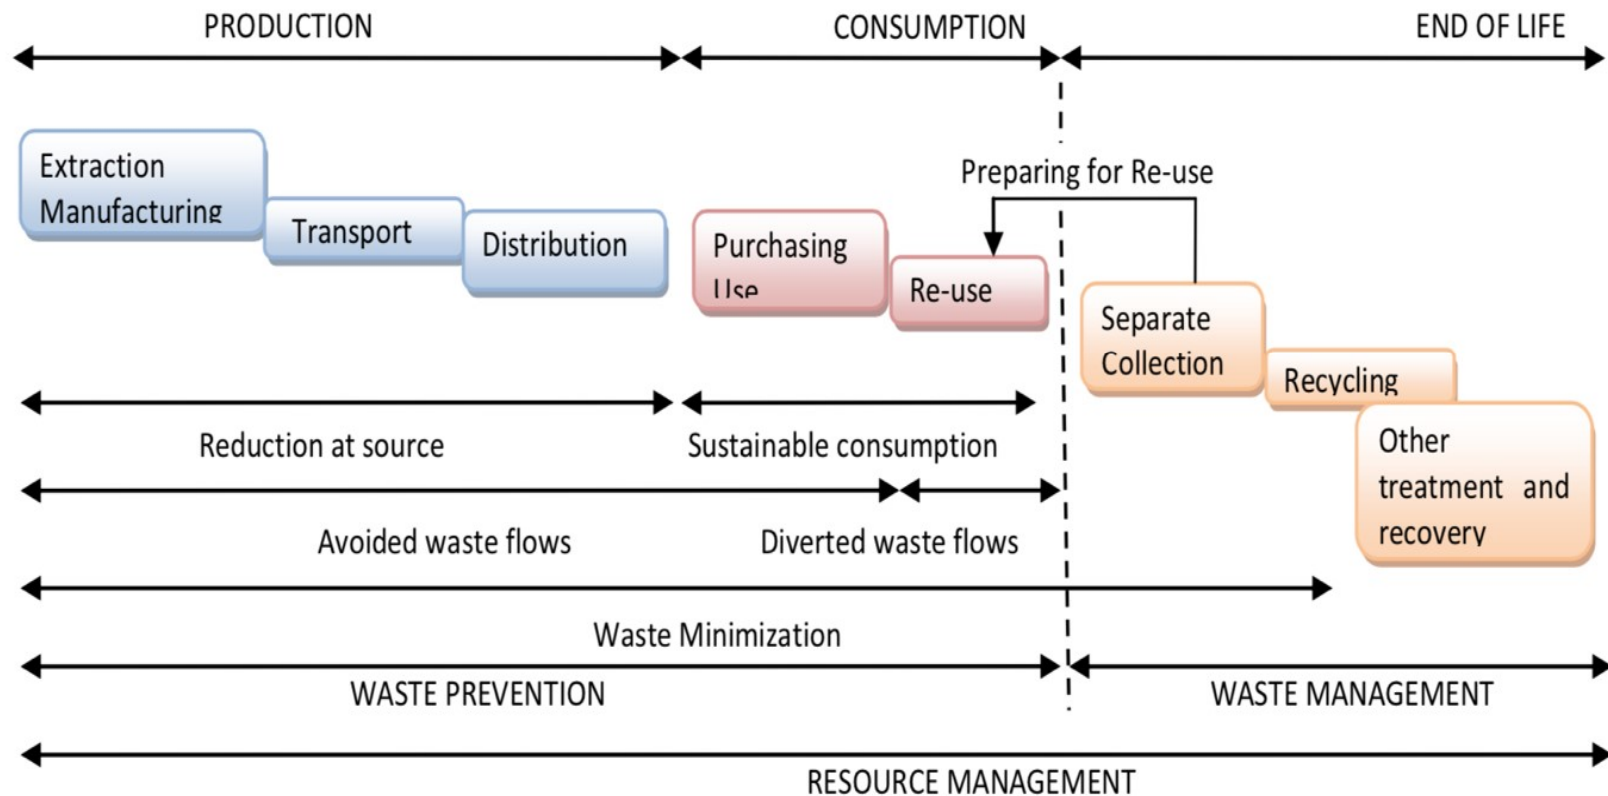 PRODUCTION
CONSUMPTION
END OF LIFE
Extraction
Manufacturing
Transport
Distribution
Purchasing
Use
Re-use
Preparing for Re-use
Separate
Collection
Recycling
Other
treatment and
recovery
Reduction at source
Sustainable consumption
Avoided waste flows
Diverted waste flows
Waste Minimization
WASTE PREVENTION
WASTE MANAGEMENT
RESOURCE MANAGEMENT